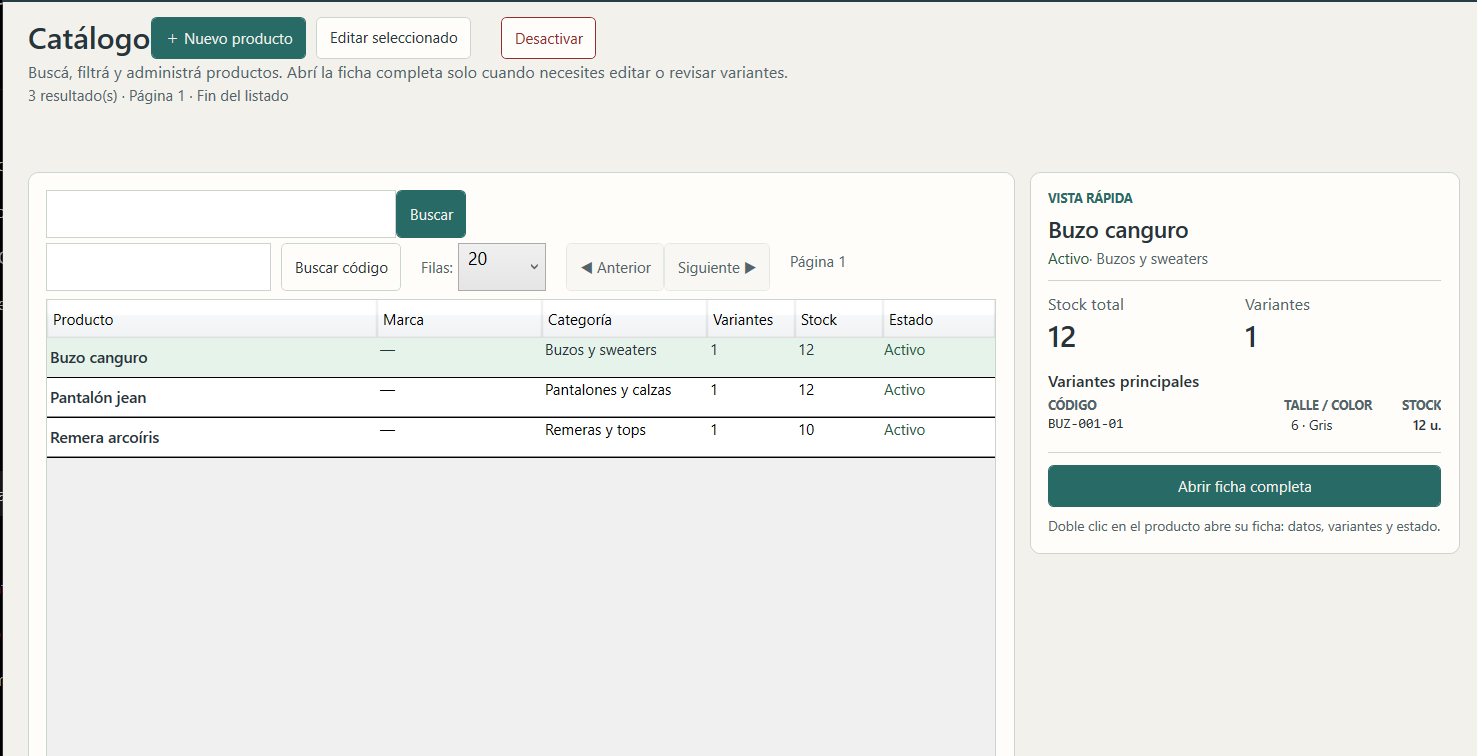 Catálogo + Nuevo producto Editar seleccionado Desactivar
Buscá, filtrá y administrá productos. Abrí la ficha completa solo cuando necesites editar o revisar variantes.
3 resultado(s) · Página 1 · Fin del listado
Buscar
Buscar código Filas: 20 ◀ Anterior Siguiente ▶ Página 1
Producto Marca Categoría Variantes Stock Estado
Buzo canguro — Buzos y sweaters 1 12 Activo
Pantalón jean — Pantalones y calzas 1 12 Activo
Remera arcoíris — Remeras y tops 1 10 Activo
VISTA RÁPIDA
Buzo canguro
Activo· Buzos y sweaters
Stock total Variantes
12 1
Variantes principales
CÓDIGO TALLE / COLOR STOCK
BUZ-001-01 6 · Gris 12 u.
Abrir ficha completa
Doble clic en el producto abre su ficha: datos, variantes y estado.